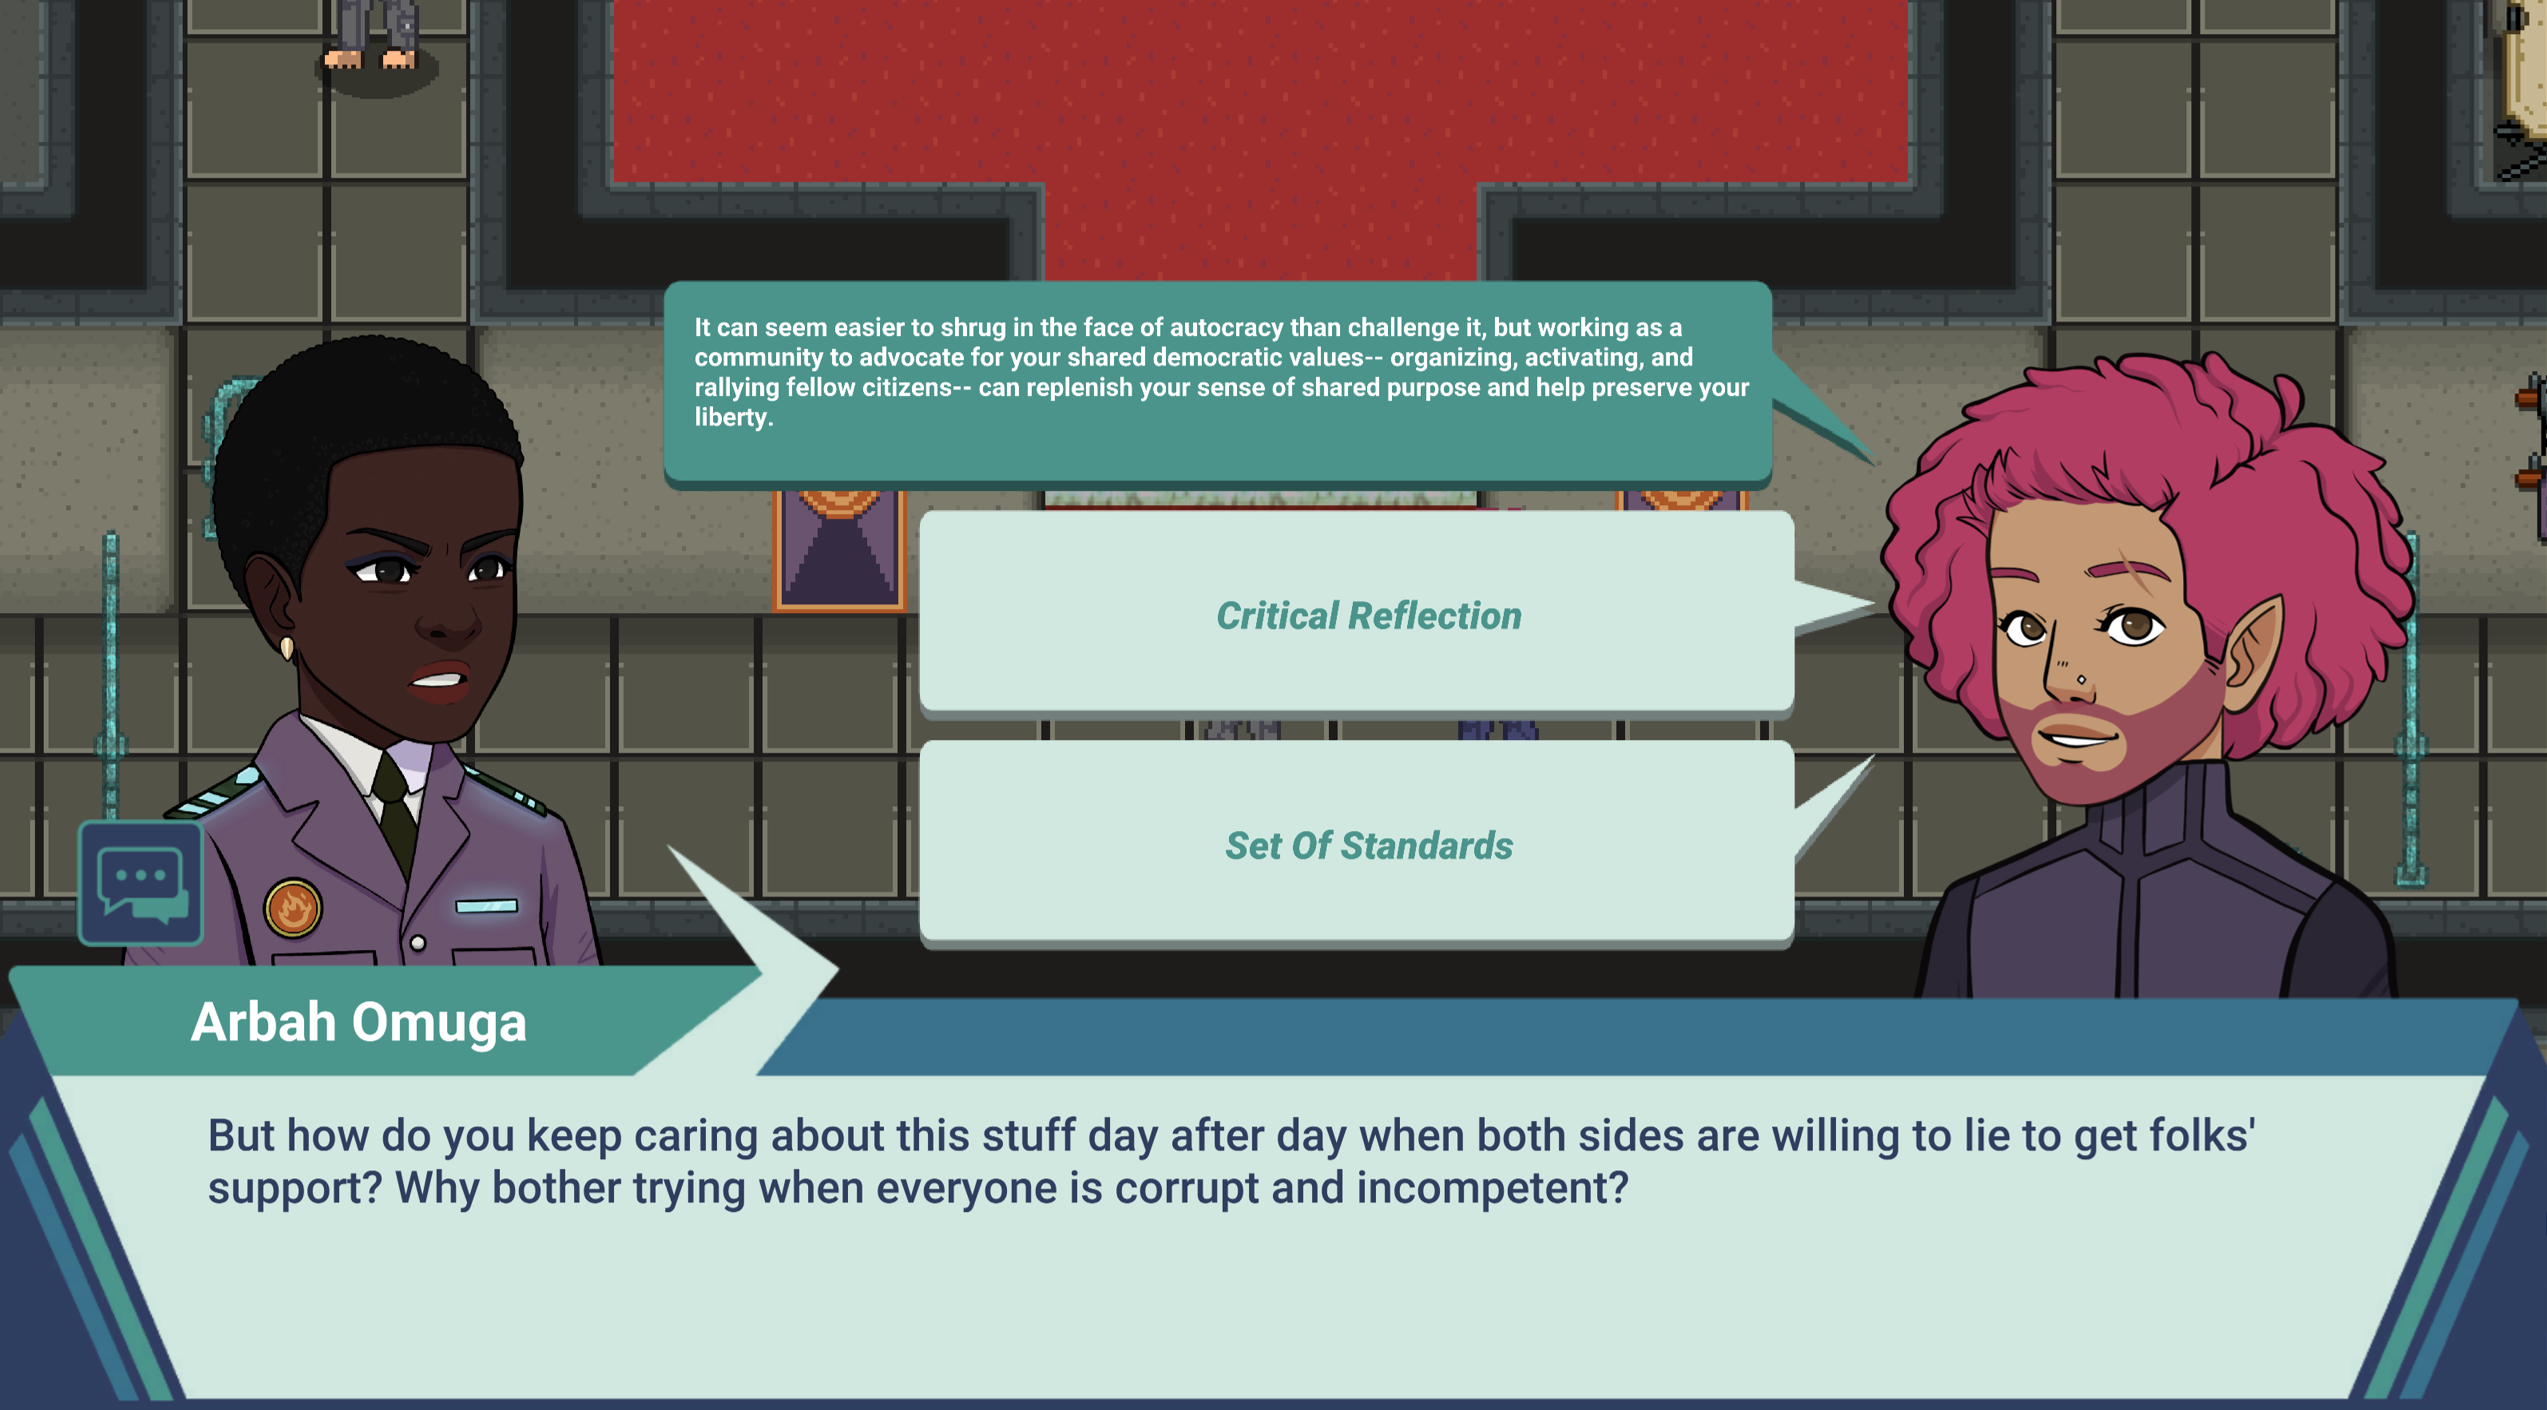 It can seem easier to shrug in the face of autocracy than challenge it, but working as a
community to advocate for your shared democratic values-- organizing, activating, and
rallying fellow citizens-- can replenish your sense of shared purpose and help preserve your
liberty.
Critical Reflection
Set Of Standards
Arbah Omuga
But how do you keep caring about this stuff day after day when both sides are willing to lie to get folks'
support? Why bother trying when everyone is corrupt and incompetent?